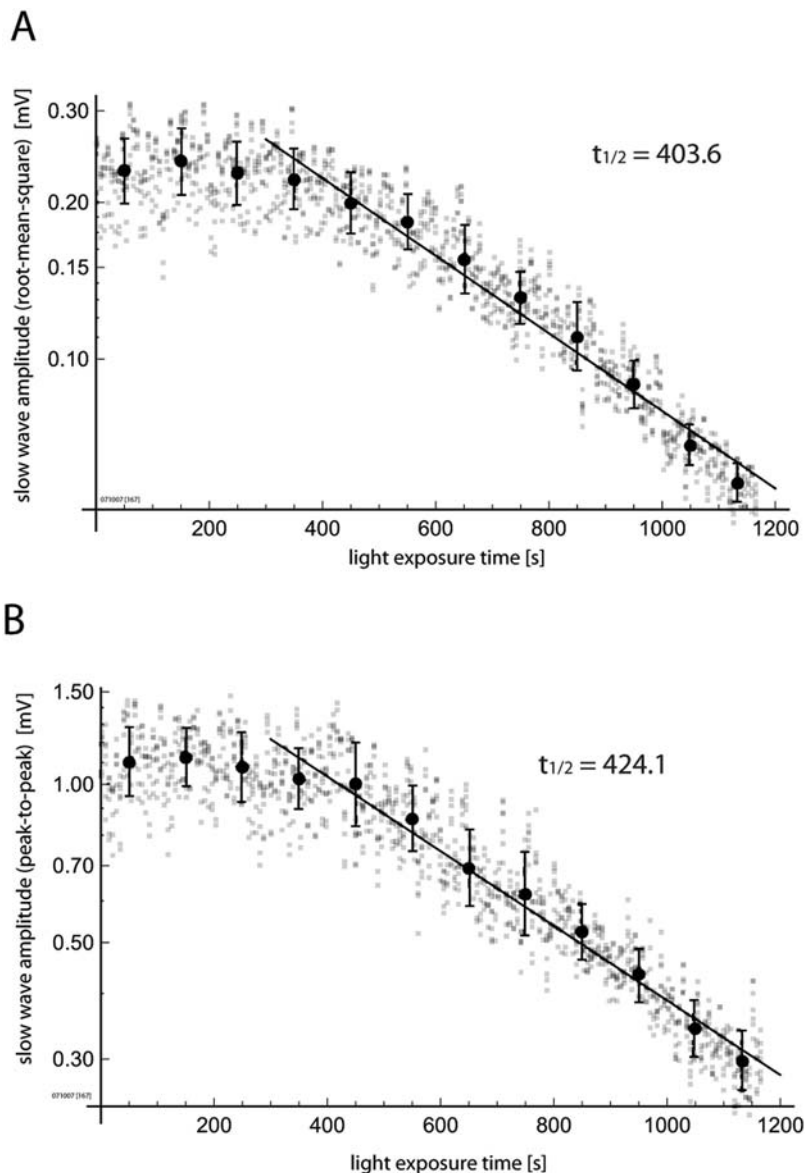 A
slow wave amplitude (root-mean-square) [mV]
0.30
0.20
0.15
0.10
t1/2 = 403.6
071007 [167]
200
400
600
800
1000
1200
light exposure time [s]
B
slow wave amplitude (peak-to-peak) [mV]
1.50
1.00
0.70
0.50
0.30
t1/2 = 424.1
071007 [167]
200
400
600
800
1000
1200
light exposure time [s]